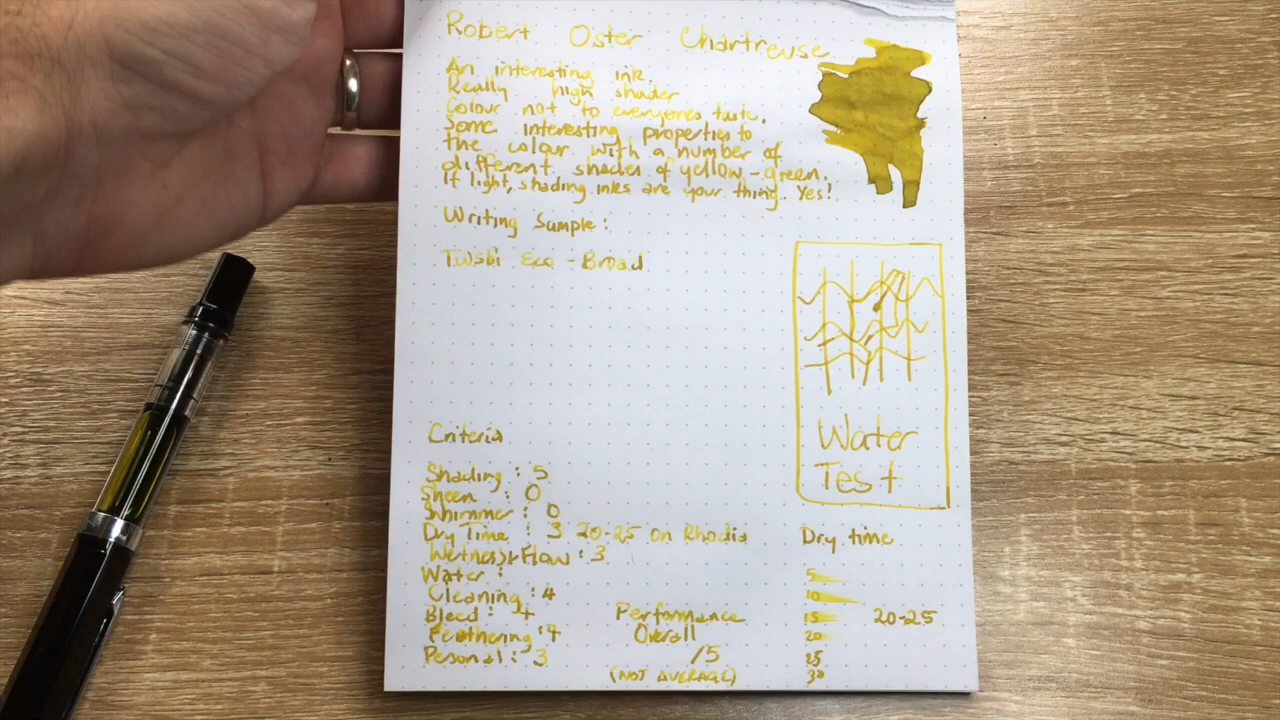 Robert Oster Chartreuse
An interesting ink.
Really high shader
Colour not to everyones taste.
Some interesting properties to
the colour with a number of
different shades of yellow-green.
If light, shading inks are your thing.. Yes!
Writing Sample:
Twsbi Eco - Broad
Water
Test
Criteria
Shading: 5
Sheen: 0
Shimmer: 0
Dry Time: 3 20-25 on Rhodia
Wetness+Flow: 3
Water:
Cleaning: 4
Bleed: 4
Feathering: 4
Personal: 3
Performance
Overall
/5
(NOT AVERAGE)
Dry time
5
10
15 20-25
20
25
30